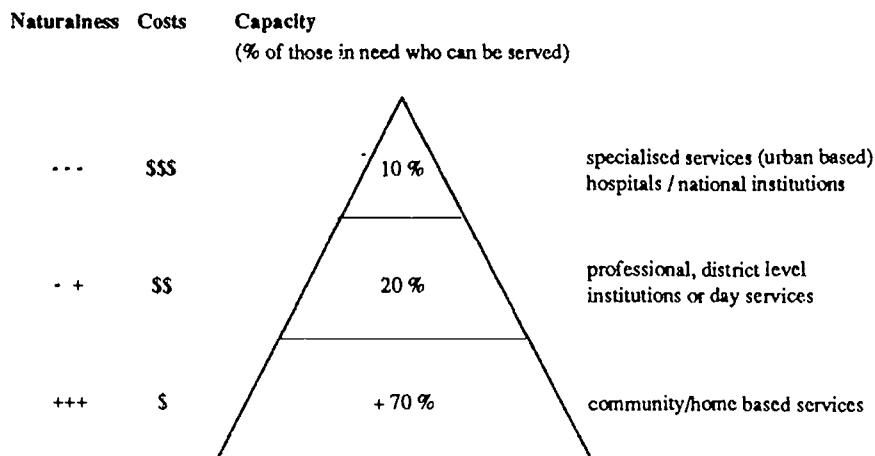 Naturalness Costs Capacity
(% of those in need who can be served)
- - - $$$ 10 % specialised services (urban based)
hospitals / national institutions
- + $$ 20 % professional, district level
institutions or day services
+++ $ + 70 % community/home based services